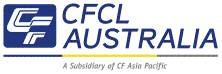 CFCL
AUSTRALIA
A Subsidiary of CF Asia Pacific